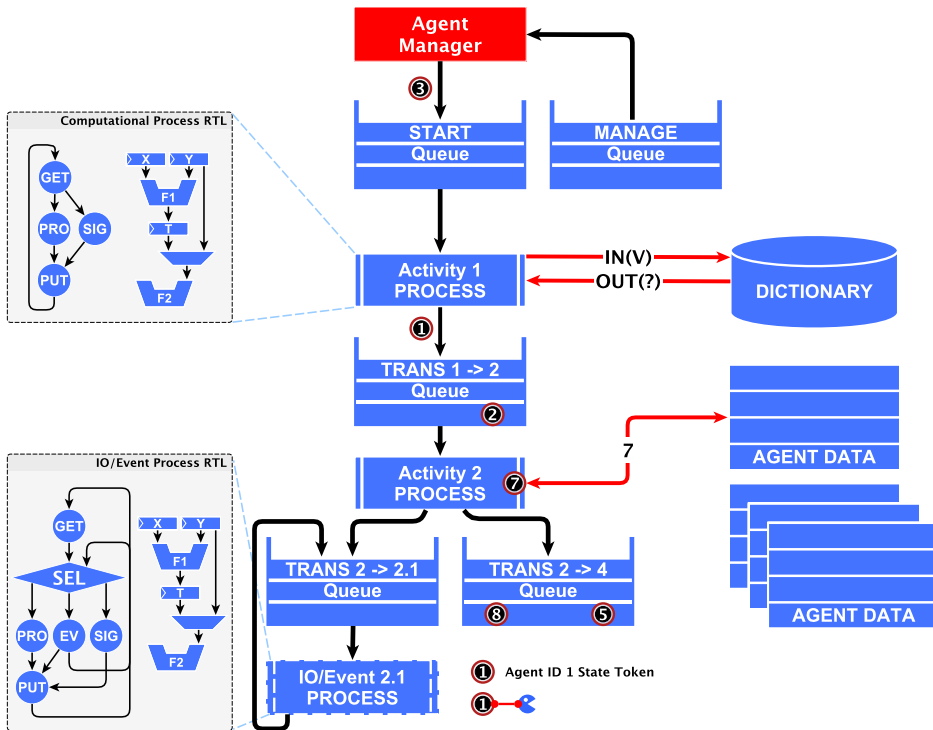 Agent
Manager
3
START
Queue
MANAGE
Queue
Computational Process RTL
GET
PRO
SIG
PUT
X
Y
F1
T
F2
Activity 1
PROCESS
IN(V)
OUT(?)
DICTIONARY
1
TRANS 1 -> 2
Queue
2
Activity 2
PROCESS
7
7
AGENT DATA
IO/Event Process RTL
GET
SEL
PRO
EV
SIG
PUT
X
Y
F1
T
F2
TRANS 2 -> 2.1
Queue
TRANS 2 -> 4
Queue
8
5
AGENT DATA
IO/Event 2.1
PROCESS
1
Agent ID 1 State Token
1